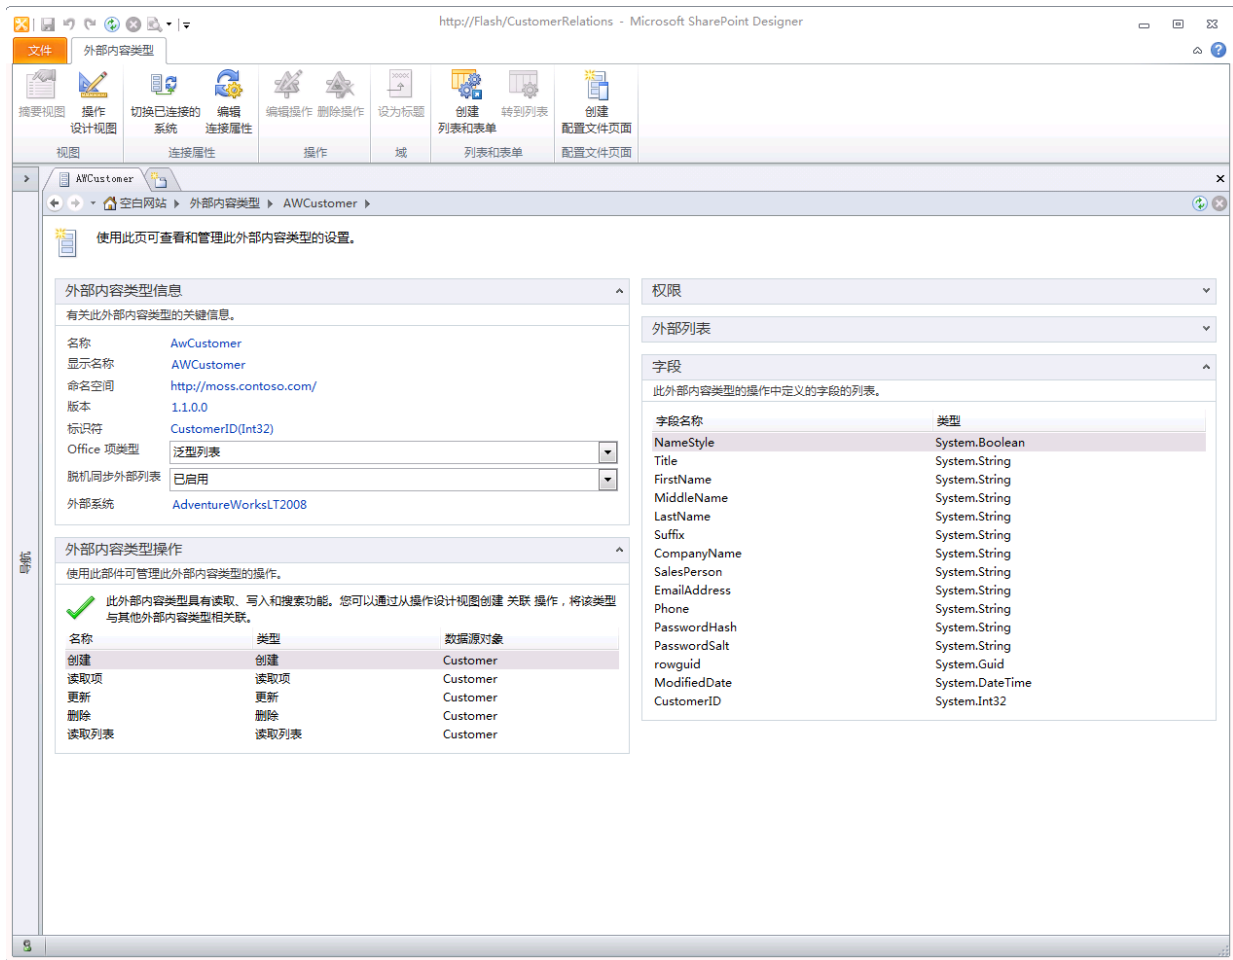 http://Flash/CustomerRelations - Microsoft SharePoint Designer
文件 外部内容类型
摘要视图 操作 设计视图 切换已连接的 系统 编辑 连接属性 编辑操作 删除操作 设为标题 创建 列表和表单 转到列表 创建 配置文件页面
视图 连接属性 操作 域 列表和表单 配置文件页面
AWCustomer
空白网站 外部内容类型 AWCustomer
导航
使用此页可查看和管理此外部内容类型的设置。
外部内容类型信息
有关此外部内容类型的关键信息。
名称 AwCustomer
显示名称 AWCustomer
命名空间 http://moss.contoso.com/
版本 1.1.0.0
标识符 CustomerID(Int32)
Office 项类型 泛型列表
脱机同步外部列表 已启用
外部系统 AdventureWorksLT2008
外部内容类型操作
使用此部件可管理此外部内容类型的操作。
此外部内容类型具有读取、写入和搜索功能。您可以通过从操作设计视图创建 关联 操作，将该类型
与其他外部内容类型相关联。
名称 类型 数据源对象
创建 创建 Customer
读取项 读取项 Customer
更新 更新 Customer
删除 删除 Customer
读取列表 读取列表 Customer
权限
外部列表
字段
此外部内容类型的操作中定义的字段的列表。
字段名称 类型
NameStyle System.Boolean
Title System.String
FirstName System.String
MiddleName System.String
LastName System.String
Suffix System.String
CompanyName System.String
SalesPerson System.String
EmailAddress System.String
Phone System.String
PasswordHash System.String
PasswordSalt System.String
rowguid System.Guid
ModifiedDate System.DateTime
CustomerID System.Int32